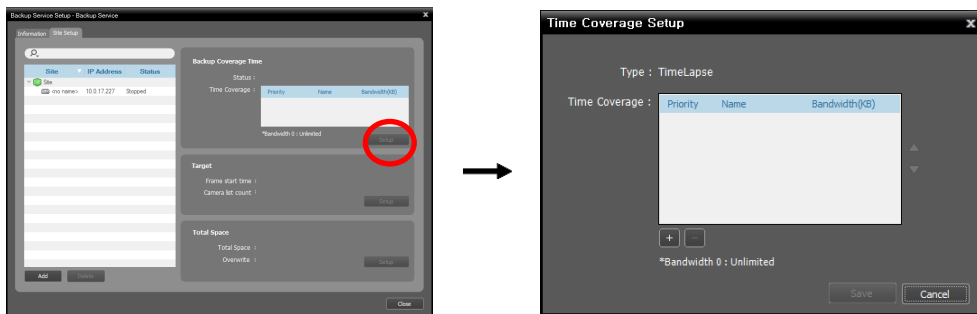 Backup Service Setup - Backup Service
x
Information Site Setup
Site IP Address Status
Site
<no name> 10.0.17.227 Stopped
Add Delete
Backup Coverage Time
Status :
Time Coverage :
Priority Name Bandwidth(KB)
*Bandwidth 0 : Unlimited
Setup
Target
Frame start time :
Camera list count :
Setup
Total Space
Total Space :
Overwrite :
Setup
Close
Time Coverage Setup
x
Type : TimeLapse
Time Coverage :
Priority Name Bandwidth(KB)
+ -
*Bandwidth 0 : Unlimited
Save Cancel